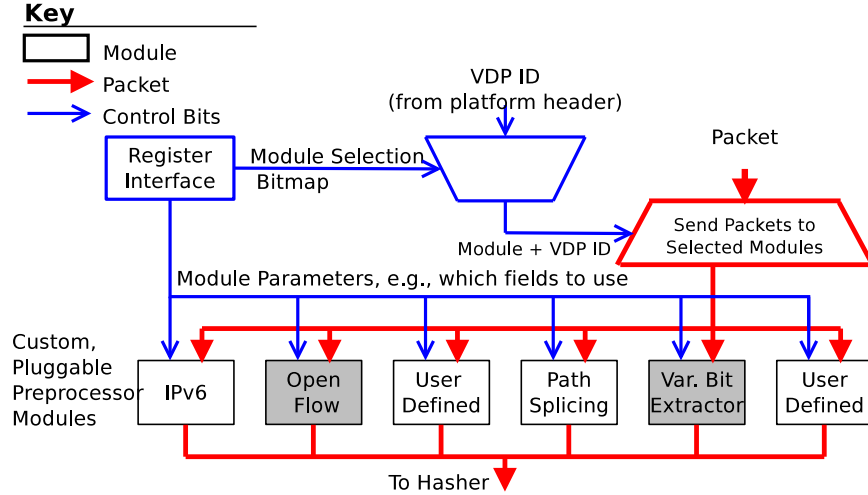 Key
Module
Packet
Control Bits
VDP ID
(from platform header)
Register
Interface
Module Selection
Bitmap
Packet
Send Packets to
Selected Modules
Module + VDP ID
Module Parameters, e.g., which fields to use
Custom,
Pluggable
Preprocessor
Modules
IPv6
Open
Flow
User
Defined
Path
Splicing
Var. Bit
Extractor
User
Defined
To Hasher